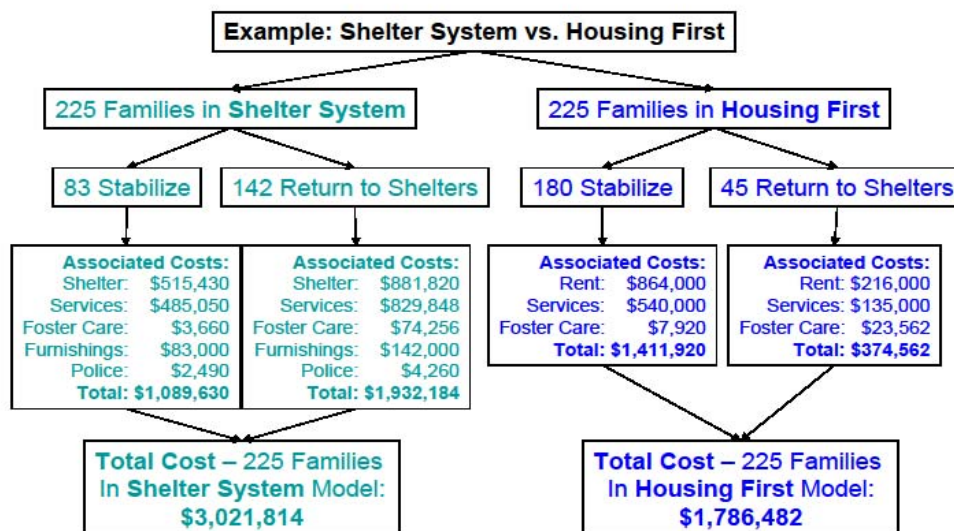 Example: Shelter System vs. Housing First
225 Families in Shelter System
225 Families in Housing First
83 Stabilize
142 Return to Shelters
180 Stabilize
45 Return to Shelters
Associated Costs:
Shelter: $515,430
Services: $485,050
Foster Care: $3,660
Furnishings: $83,000
Police: $2,490
Total: $1,089,630
Associated Costs:
Shelter: $881,820
Services: $829,848
Foster Care: $74,256
Furnishings: $142,000
Police: $4,260
Total: $1,932,184
Associated Costs:
Rent: $864,000
Services: $540,000
Foster Care: $7,920
Total: $1,411,920
Associated Costs:
Rent: $216,000
Services: $135,000
Foster Care: $23,562
Total: $374,562
Total Cost – 225 Families
In Shelter System Model:
$3,021,814
Total Cost – 225 Families
In Housing First Model:
$1,786,482